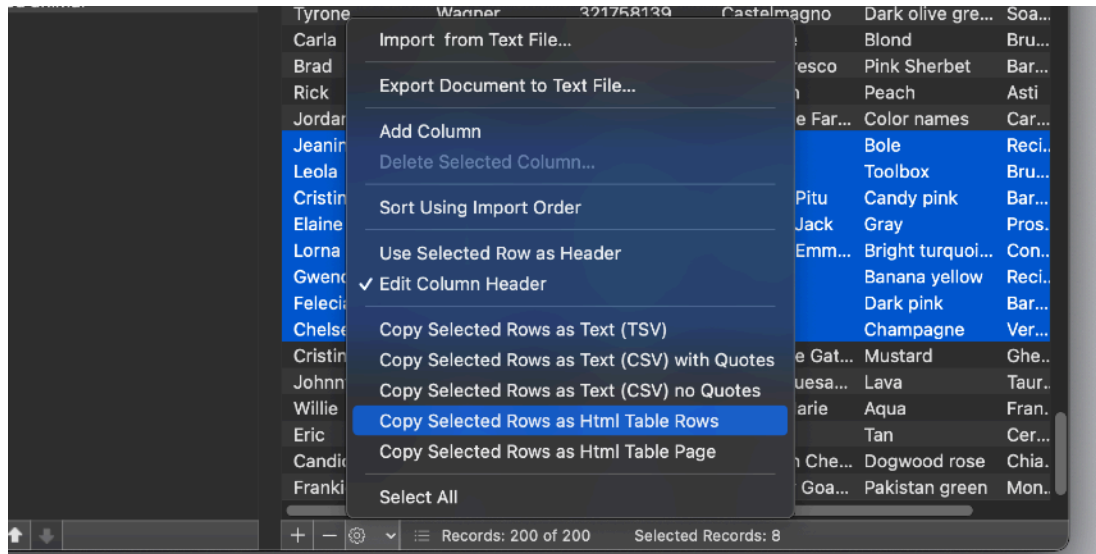 Tyrone Wagner 321758139 Castelmagno Dark olive gre... Soa...
Carla Blond Bru...
Brad esco Pink Sherbet Bar...
Rick Peach Asti
Jordan e Far... Color names Car...
Jeanin Bole Reci..
Leola Toolbox Bru...
Cristin Pitu Candy pink Bar...
Elaine Jack Gray Pros.
Lorna Emm... Bright turquoi... Con..
Gweno Banana yellow Reci..
Felecia Dark pink Bar...
Chelse Champagne Ver...
Cristin e Gat... Mustard Ghe..
Johnn uesa... Lava Taur..
Willie arie Aqua Fran.
Eric Tan Cer...
Candic Che... Dogwood rose Chia.
Franki Goa... Pakistan green Mon..
Import from Text File...
Export Document to Text File...
Add Column
Delete Selected Column...
Sort Using Import Order
Use Selected Row as Header
✓ Edit Column Header
Copy Selected Rows as Text (TSV)
Copy Selected Rows as Text (CSV) with Quotes
Copy Selected Rows as Text (CSV) no Quotes
Copy Selected Rows as Html Table Rows
Copy Selected Rows as Html Table Page
Select All
Records: 200 of 200 Selected Records: 8